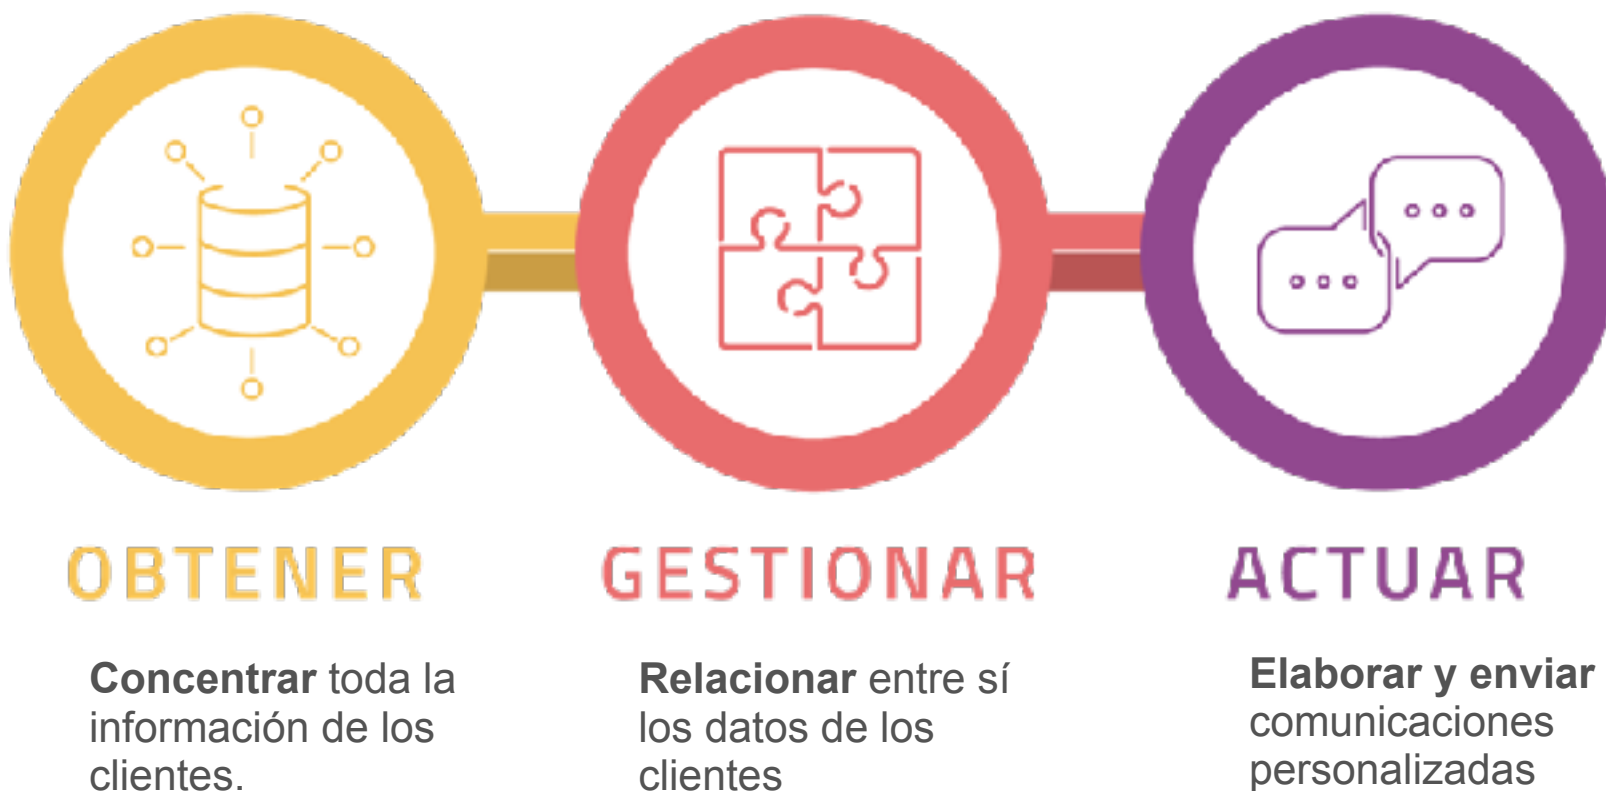 OBTENER
GESTIONAR
ACTUAR
Concentrar toda la
información de los
clientes.
Relacionar entre sí
los datos de los
clientes
Elaborar y enviar
comunicaciones
personalizadas